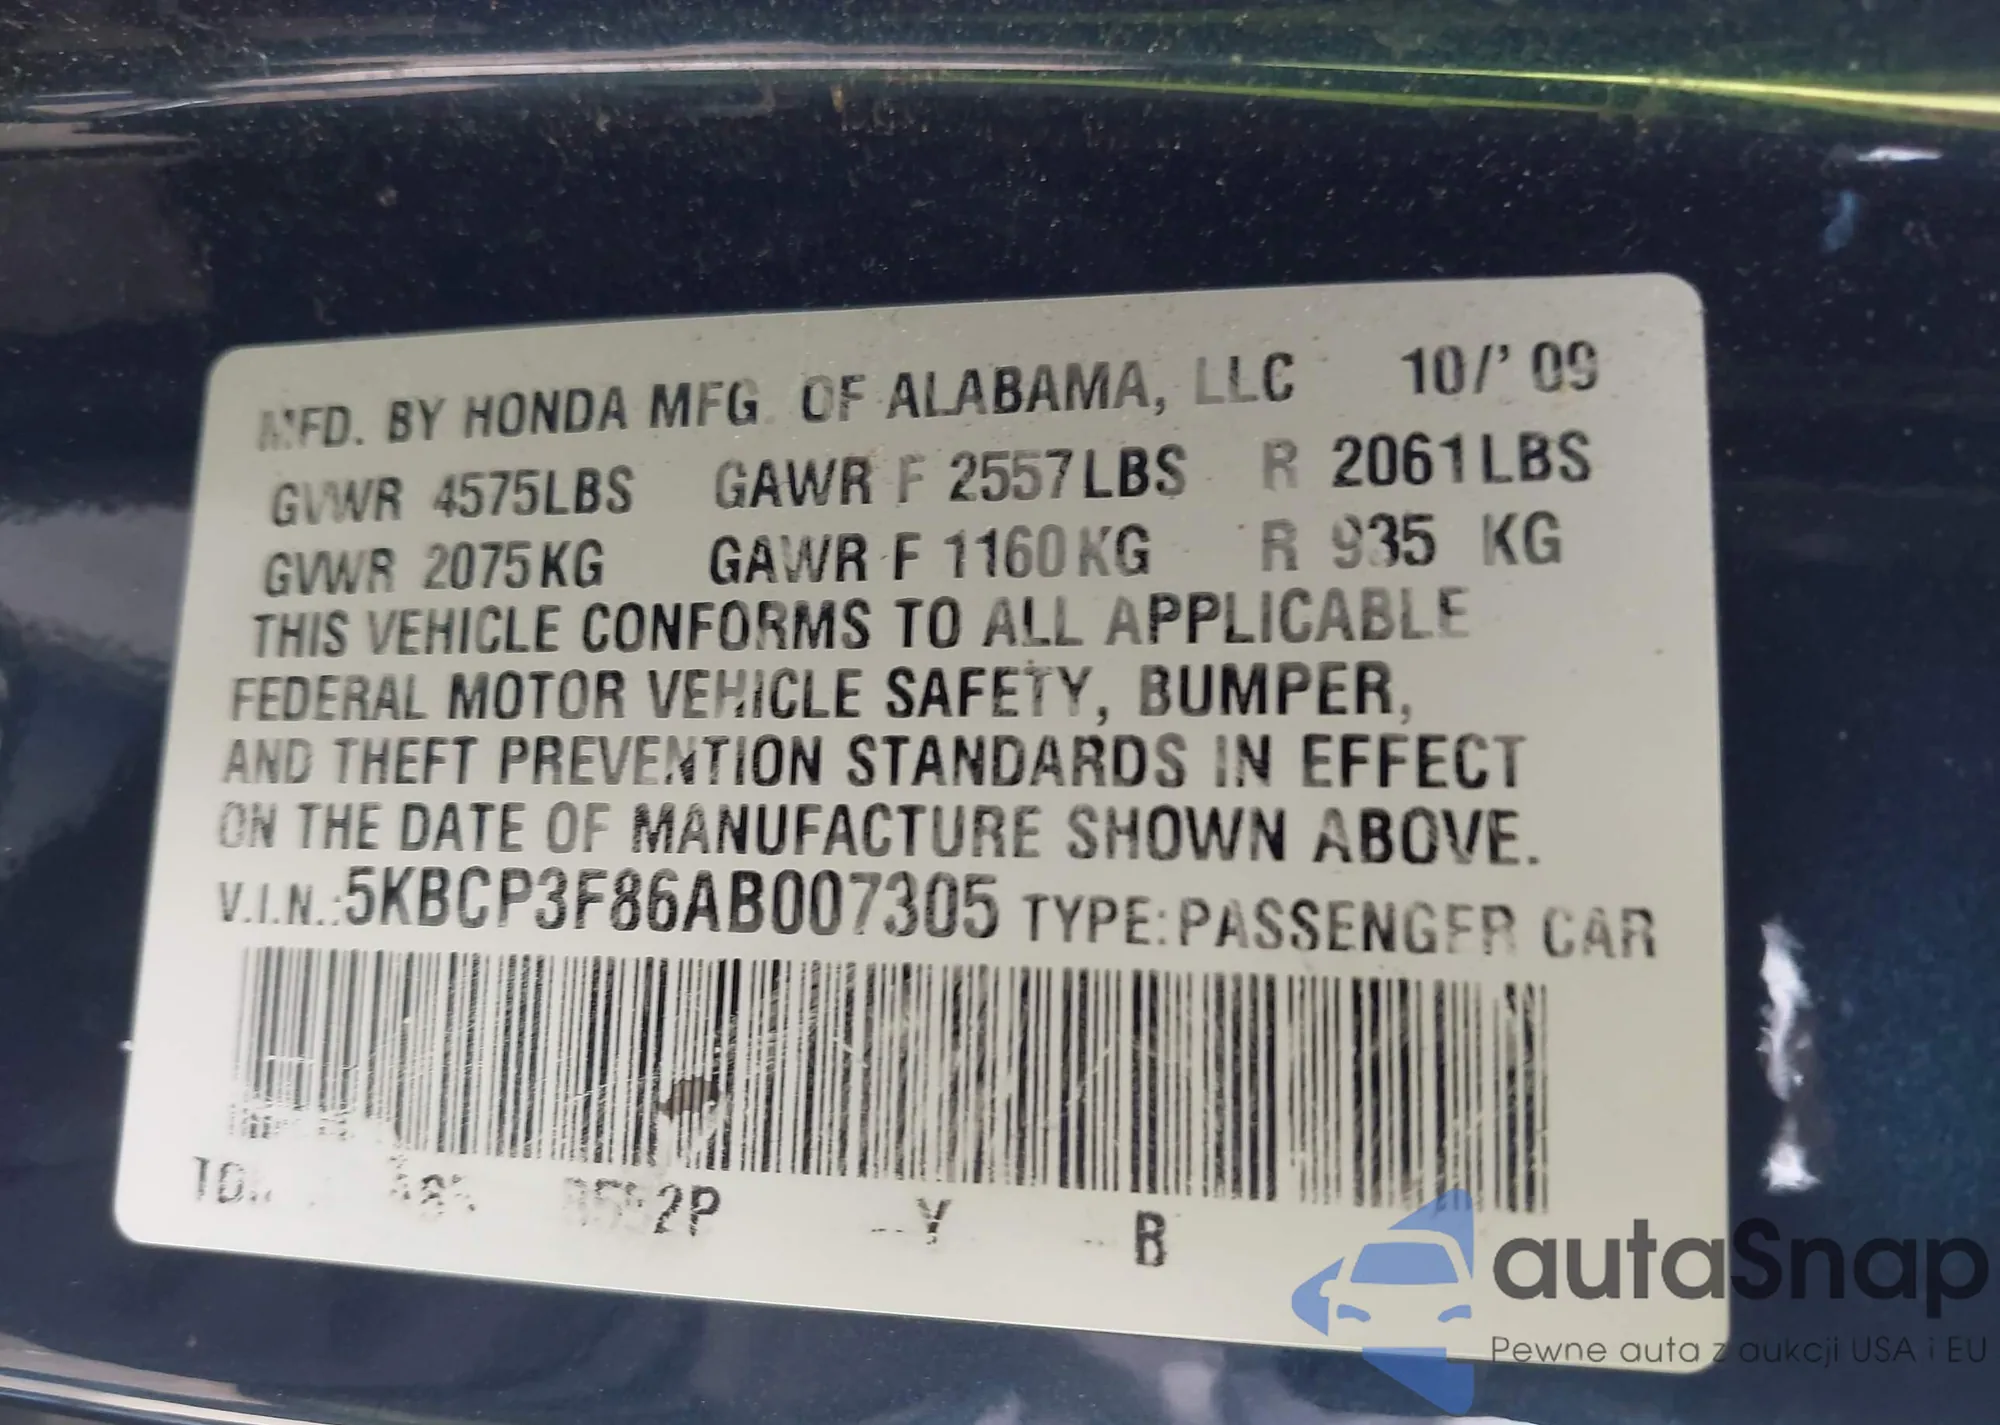 MFD. BY HONDA MFG. OF ALABAMA, LLC 10/'09
GVWR 4575LBS GAWR F 2557LBS R 2061LBS
GVWR 2075KG GAWR F 1160KG R 935 KG
THIS VEHICLE CONFORMS TO ALL APPLICABLE
FEDERAL MOTOR VEHICLE SAFETY, BUMPER,
AND THEFT PREVENTION STANDARDS IN EFFECT
ON THE DATE OF MANUFACTURE SHOWN ABOVE.
V.I.N.:5KBCP3F86AB007305 TYPE:PASSENGER CAR
Y B
autaSnap
Pewne auta z aukcji USA i EU